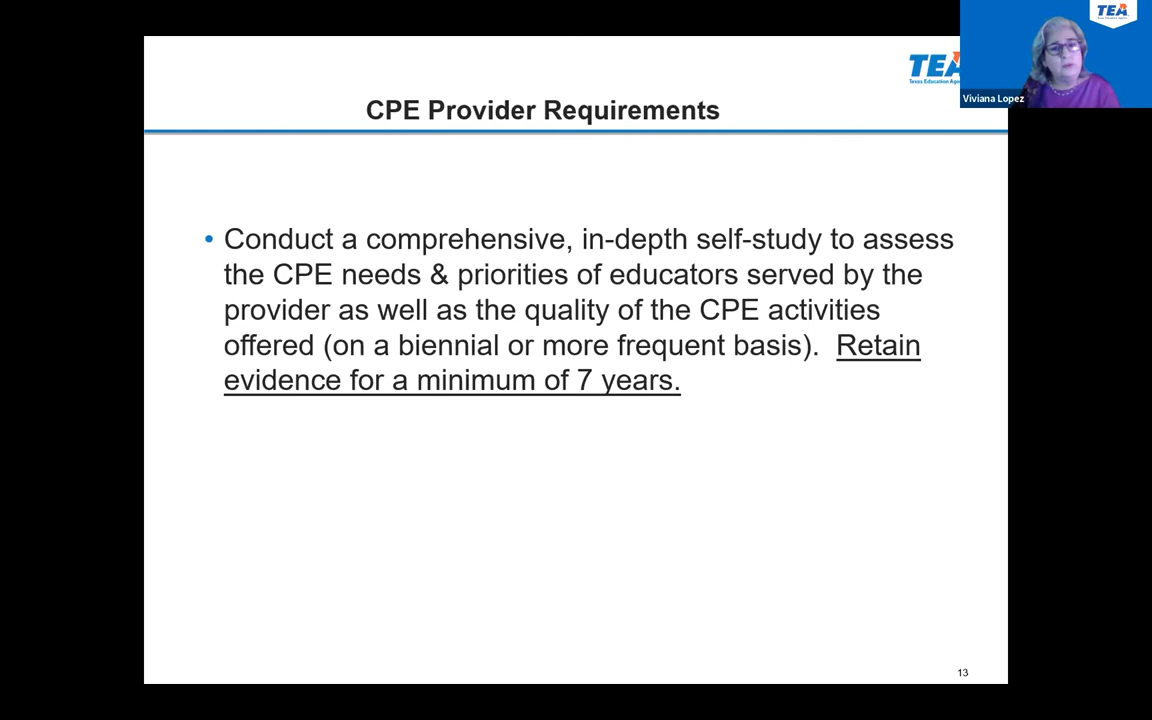 TEA
TEA
Texas Education Age
CPE Provider Requirements
Viviana Lopez
• Conduct a comprehensive, in-depth self-study to assess
the CPE needs & priorities of educators served by the
provider as well as the quality of the CPE activities
offered (on a biennial or more frequent basis). Retain
evidence for a minimum of 7 years.
13